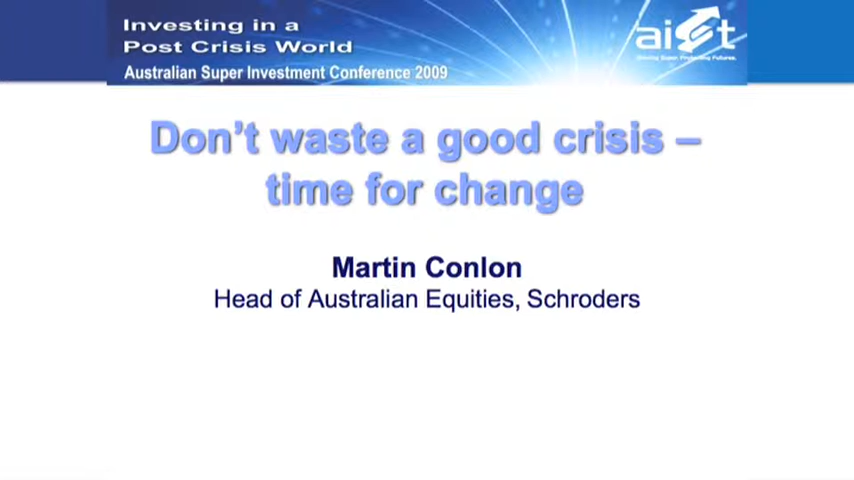 Investing in a
Post Crisis World
Australian Super Investment Conference 2009
aist
Don't waste a good crisis –
time for change
Martin Conlon
Head of Australian Equities, Schroders